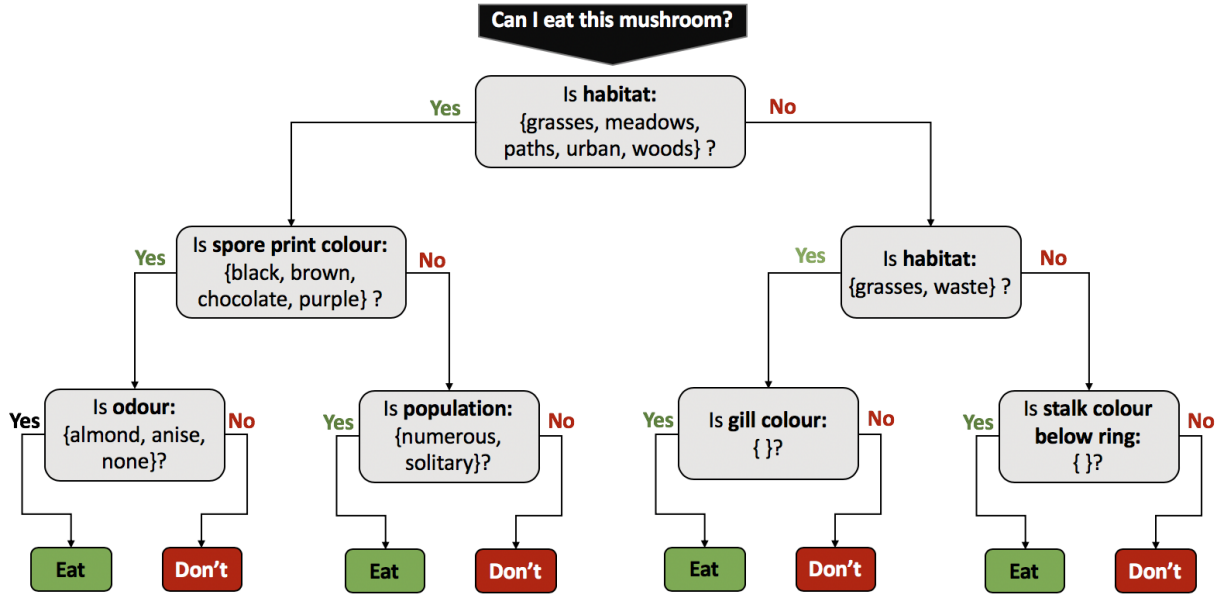 Can I eat this mushroom?
Is habitat:
{grasses, meadows,
paths, urban, woods} ?
Yes
No
Is spore print colour:
{black, brown,
chocolate, purple} ?
Yes
No
Is habitat:
{grasses, waste} ?
Yes
No
Is odour:
{almond, anise,
none}?
Yes
No
Is population:
{numerous,
solitary}?
Yes
No
Is gill colour:
{ }?
Yes
No
Is stalk colour
below ring:
{ }?
Yes
No
Eat
Don't
Eat
Don't
Eat
Don't
Eat
Don't